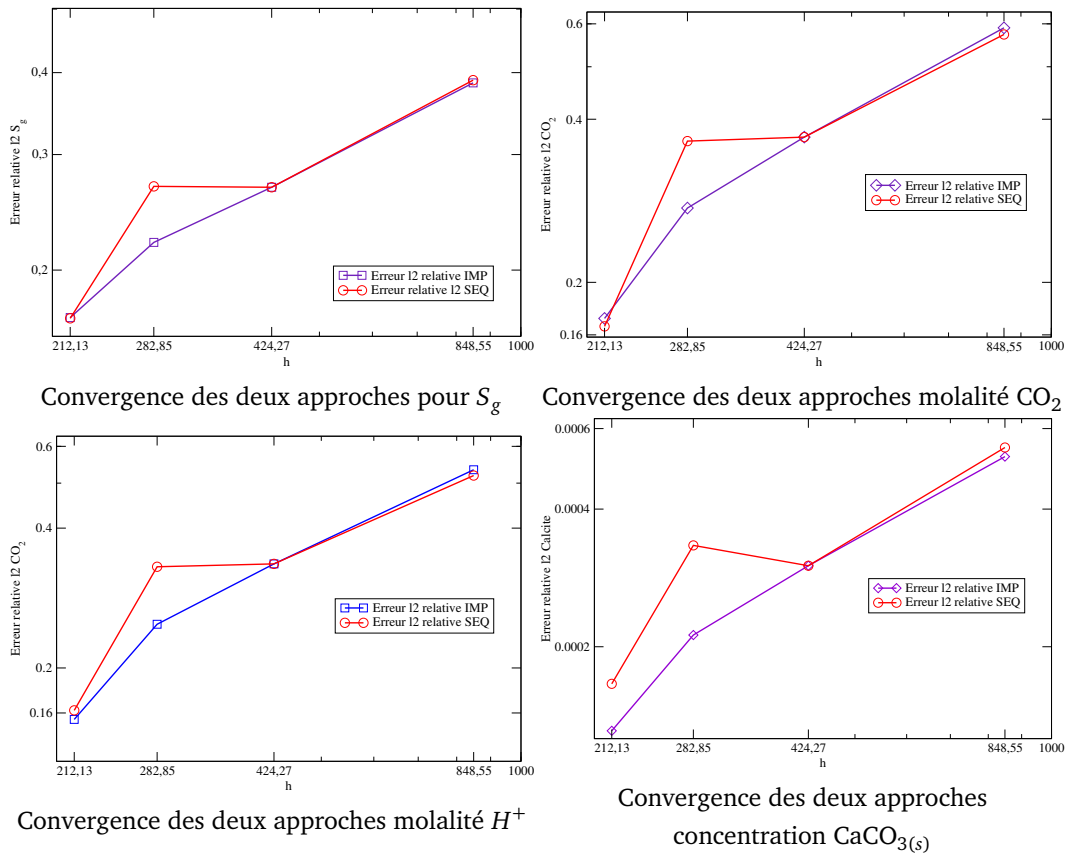 0.4
0.3
0,2
Erreur relative l2 S_g
212,13 282,85 424,27 848,55 1000
h
Erreur l2 relative IMP
Erreur relative l2 SEQ
Convergence des deux approches pour S_g
0.6
0.4
0.2
0.16
Erreur relative l2 CO_2
212,13 282,85 424,27 848,55 1000
h
Erreur l2 relative IMP
Erreur l2 relative SEQ
Convergence des deux approches molalité CO_2
0.6
0.4
0.2
0.16
Erreur relative l2 CO_2
212,13 282,85 424,27 848,55 1000
h
Erreur l2 relative IMP
Erreur l2 relative SEQ
Convergence des deux approches molalité H^+
0.0006
0.0004
0.0002
Erreur relative l2 Calcite
212,13 282,85 424,27 848,55 1000
h
Erreur l2 relative IMP
Erreur l2 relative SEQ
Convergence des deux approches
concentration CaCO_{3(s)}